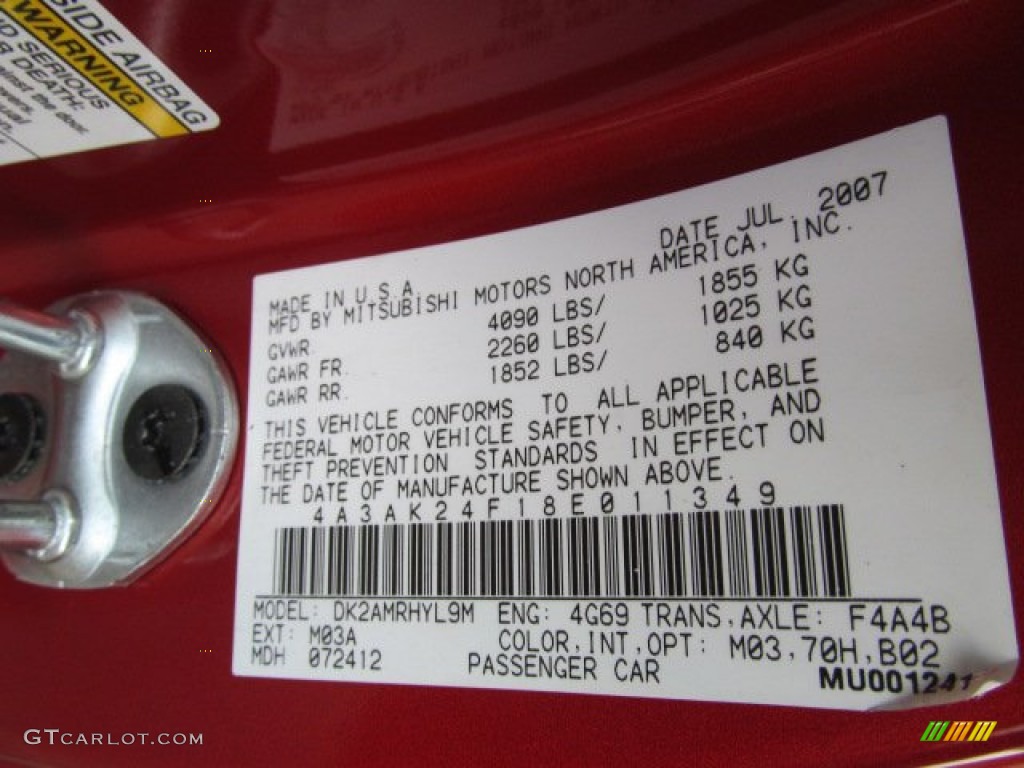 SIDE AIRBAG
WARNING
SERIOUS
DEATH.
the door.
DATE JUL. 2007
MADE IN U.S.A.
MFD BY MITSUBISHI MOTORS NORTH AMERICA, INC.
GVWR. 4090 LBS/ 1855 KG
GAWR FR. 2260 LBS/ 1025 KG
GAWR RR. 1852 LBS/ 840 KG
THIS VEHICLE CONFORMS TO ALL APPLICABLE
FEDERAL MOTOR VEHICLE SAFETY, BUMPER, AND
THEFT PREVENTION STANDARDS IN EFFECT ON
THE DATE OF MANUFACTURE SHOWN ABOVE.
4A3AK24F18E011349
MODEL: DK2AMRHYL9M ENG: 4G69 TRANS,AXLE: F4A4B
EXT: M03A COLOR,INT,OPT: M03,70H,B02
MDH 072412 PASSENGER CAR
MU001241
GTCARLOT.COM